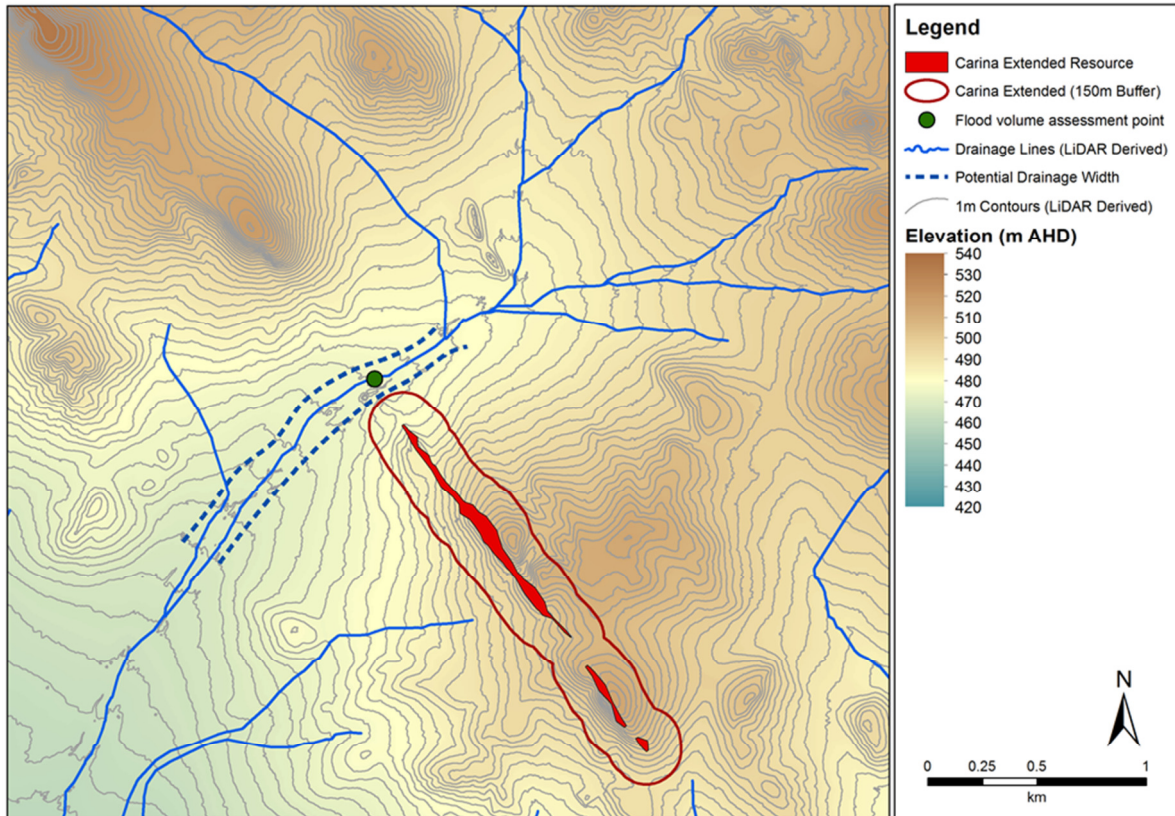 Legend
Carina Extended Resource
Carina Extended (150m Buffer)
Flood volume assessment point
Drainage Lines (LiDAR Derived)
Potential Drainage Width
1m Contours (LiDAR Derived)
Elevation (m AHD)
540
530
520
510
500
490
480
470
460
450
440
430
420
N
0 0.25 0.5 1
km